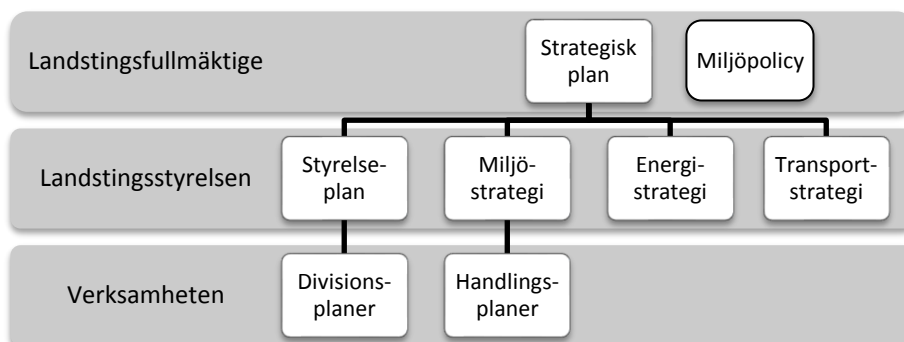 Landstingsfullmäktige
Strategisk
plan
Miljöpolicy
Landstingsstyrelsen
Styrelse-
plan
Miljö-
strategi
Energi-
strategi
Transport-
strategi
Verksamheten
Divisions-
planer
Handlings-
planer